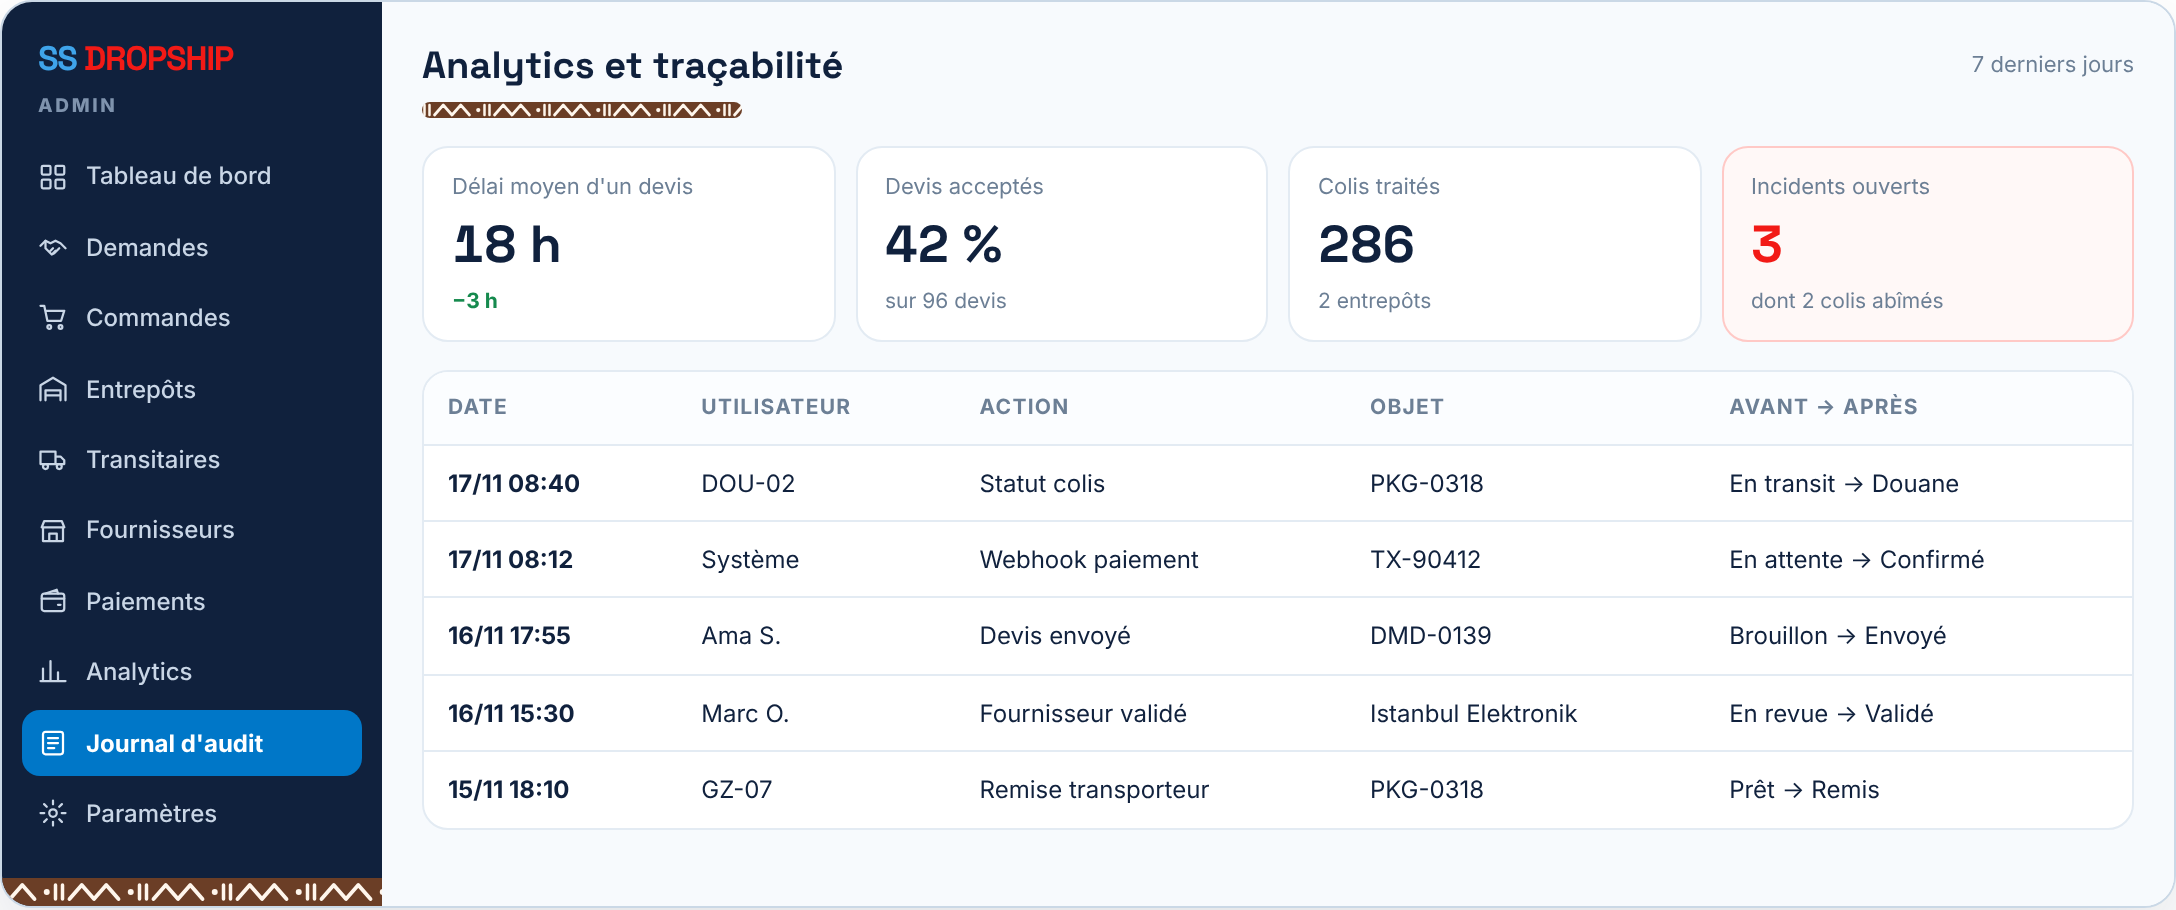 SS DROPSHIP
ADMIN
Tableau de bord
Demandes
Commandes
Entrepôts
Transitaires
Fournisseurs
Paiements
Analytics
Journal d'audit
Paramètres
Analytics et traçabilité
7 derniers jours
Délai moyen d'un devis
18 h
−3 h
Devis acceptés
42 %
sur 96 devis
Colis traités
286
2 entrepôts
Incidents ouverts
3
dont 2 colis abîmés
DATE UTILISATEUR ACTION OBJET AVANT → APRÈS
17/11 08:40 DOU-02 Statut colis PKG-0318 En transit → Douane
17/11 08:12 Système Webhook paiement TX-90412 En attente → Confirmé
16/11 17:55 Ama S. Devis envoyé DMD-0139 Brouillon → Envoyé
16/11 15:30 Marc O. Fournisseur validé Istanbul Elektronik En revue → Validé
15/11 18:10 GZ-07 Remise transporteur PKG-0318 Prêt → Remis